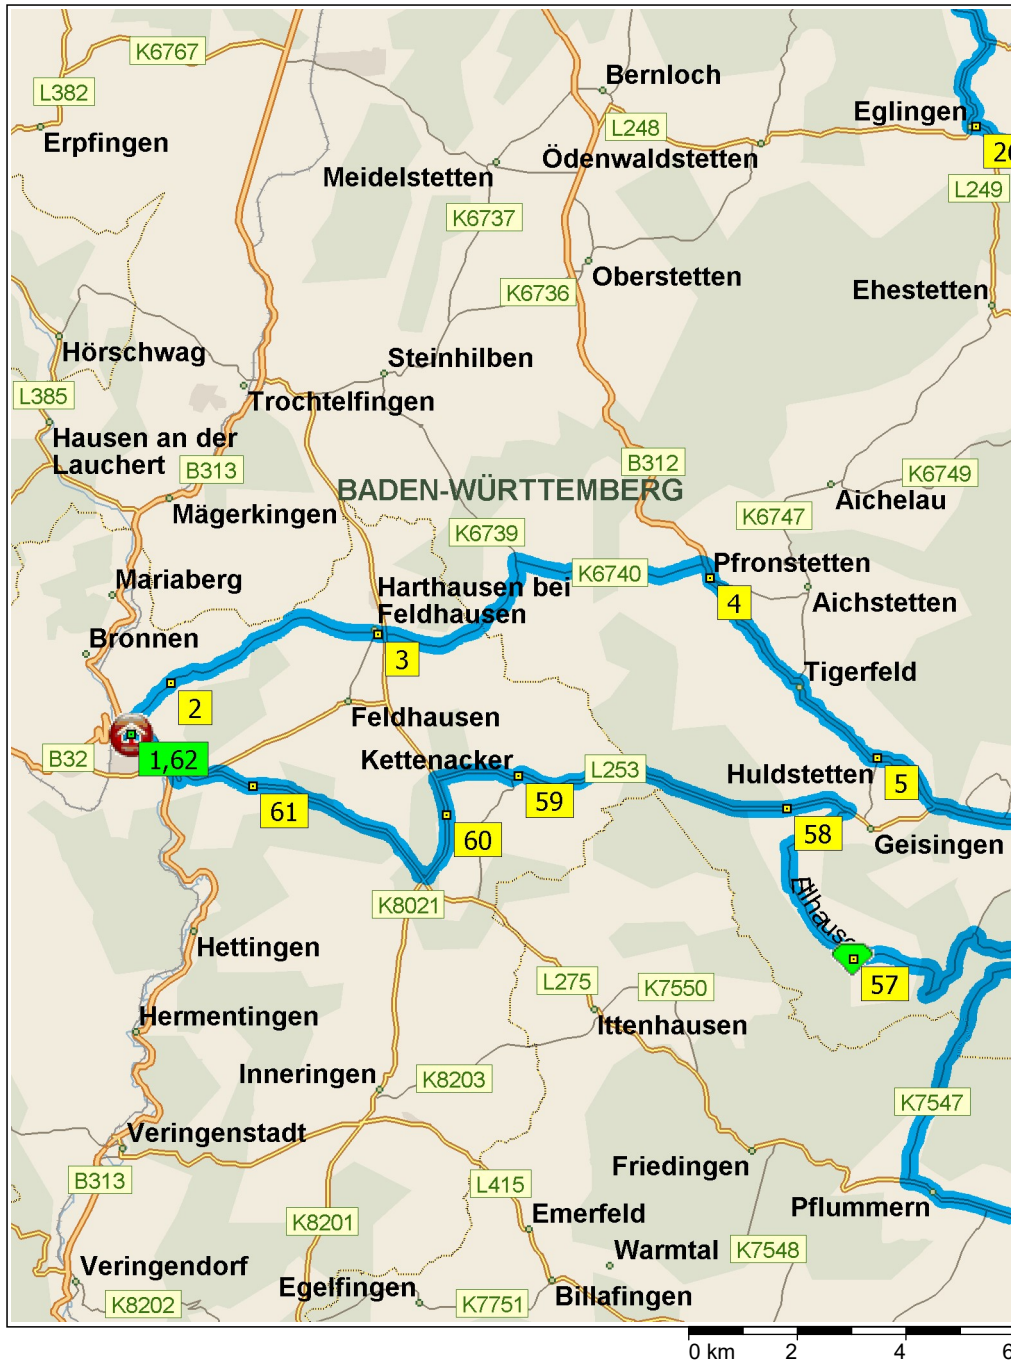 K6767
Bernloch
L382
Eglingen
L248
Erpfingen
Ödenwaldstetten
Meidelstetten
L249
K6737
Oberstetten
K6736
Ehestetten
Hörschwag
Steinhilben
L385
Trochtelfingen
Hausen an der
Lauchert
B313
B312
K6749
BADEN-WÜRTTEMBERG
Aichelau
Mägerkingen
K6747
K6739
Pfronstetten
K6740
Mariaberg
Harthausen bei
Feldhausen
4
Aichstetten
Bronnen
3
Tigerfeld
2
Feldhausen
B32
1,62
Kettenacker
L253
Huldstetten
5
61
59
60
58
Geisingen
K8021
Hettingen
57
L275
K7550
Hermentingen
Ittenhausen
Inneringen
K8203
K7547
Veringenstadt
Friedingen
B313
L415
Pflummern
K8201
Emerfeld
Warmtal
K7548
Veringendorf
Egelfingen
K8202
K7751
Billafingen
0 km 2 4 6